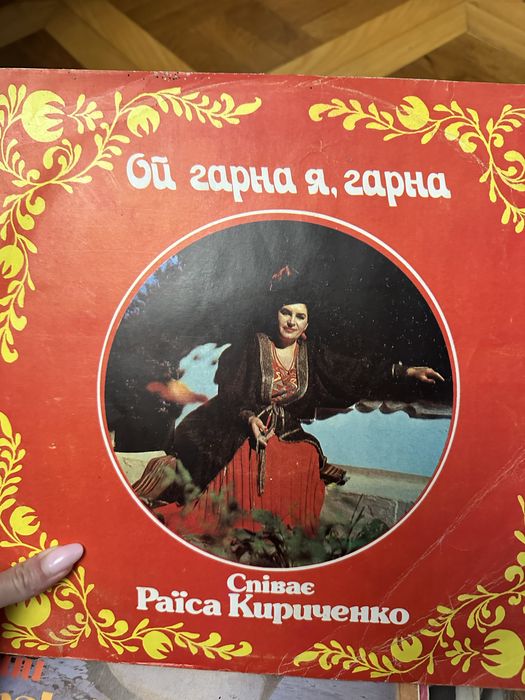 Ой гарна я, гарна
Співає
Раїса Кириченко